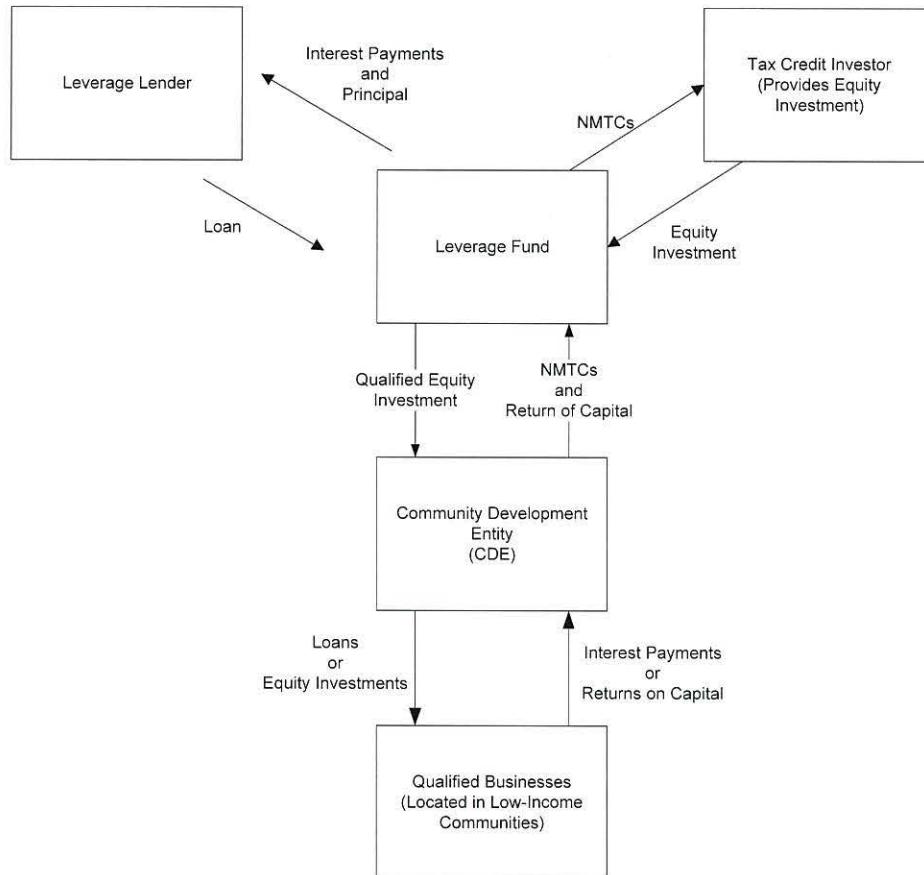 Leverage Lender
Interest Payments
and
Principal
Tax Credit Investor
(Provides Equity
Investment)
NMTCs
Loan
Leverage Fund
Equity
Investment
Qualified Equity
Investment
NMTCs
and
Return of Capital
Community Development
Entity
(CDE)
Loans
or
Equity Investments
Interest Payments
or
Returns on Capital
Qualified Businesses
(Located in Low-Income
Communities)